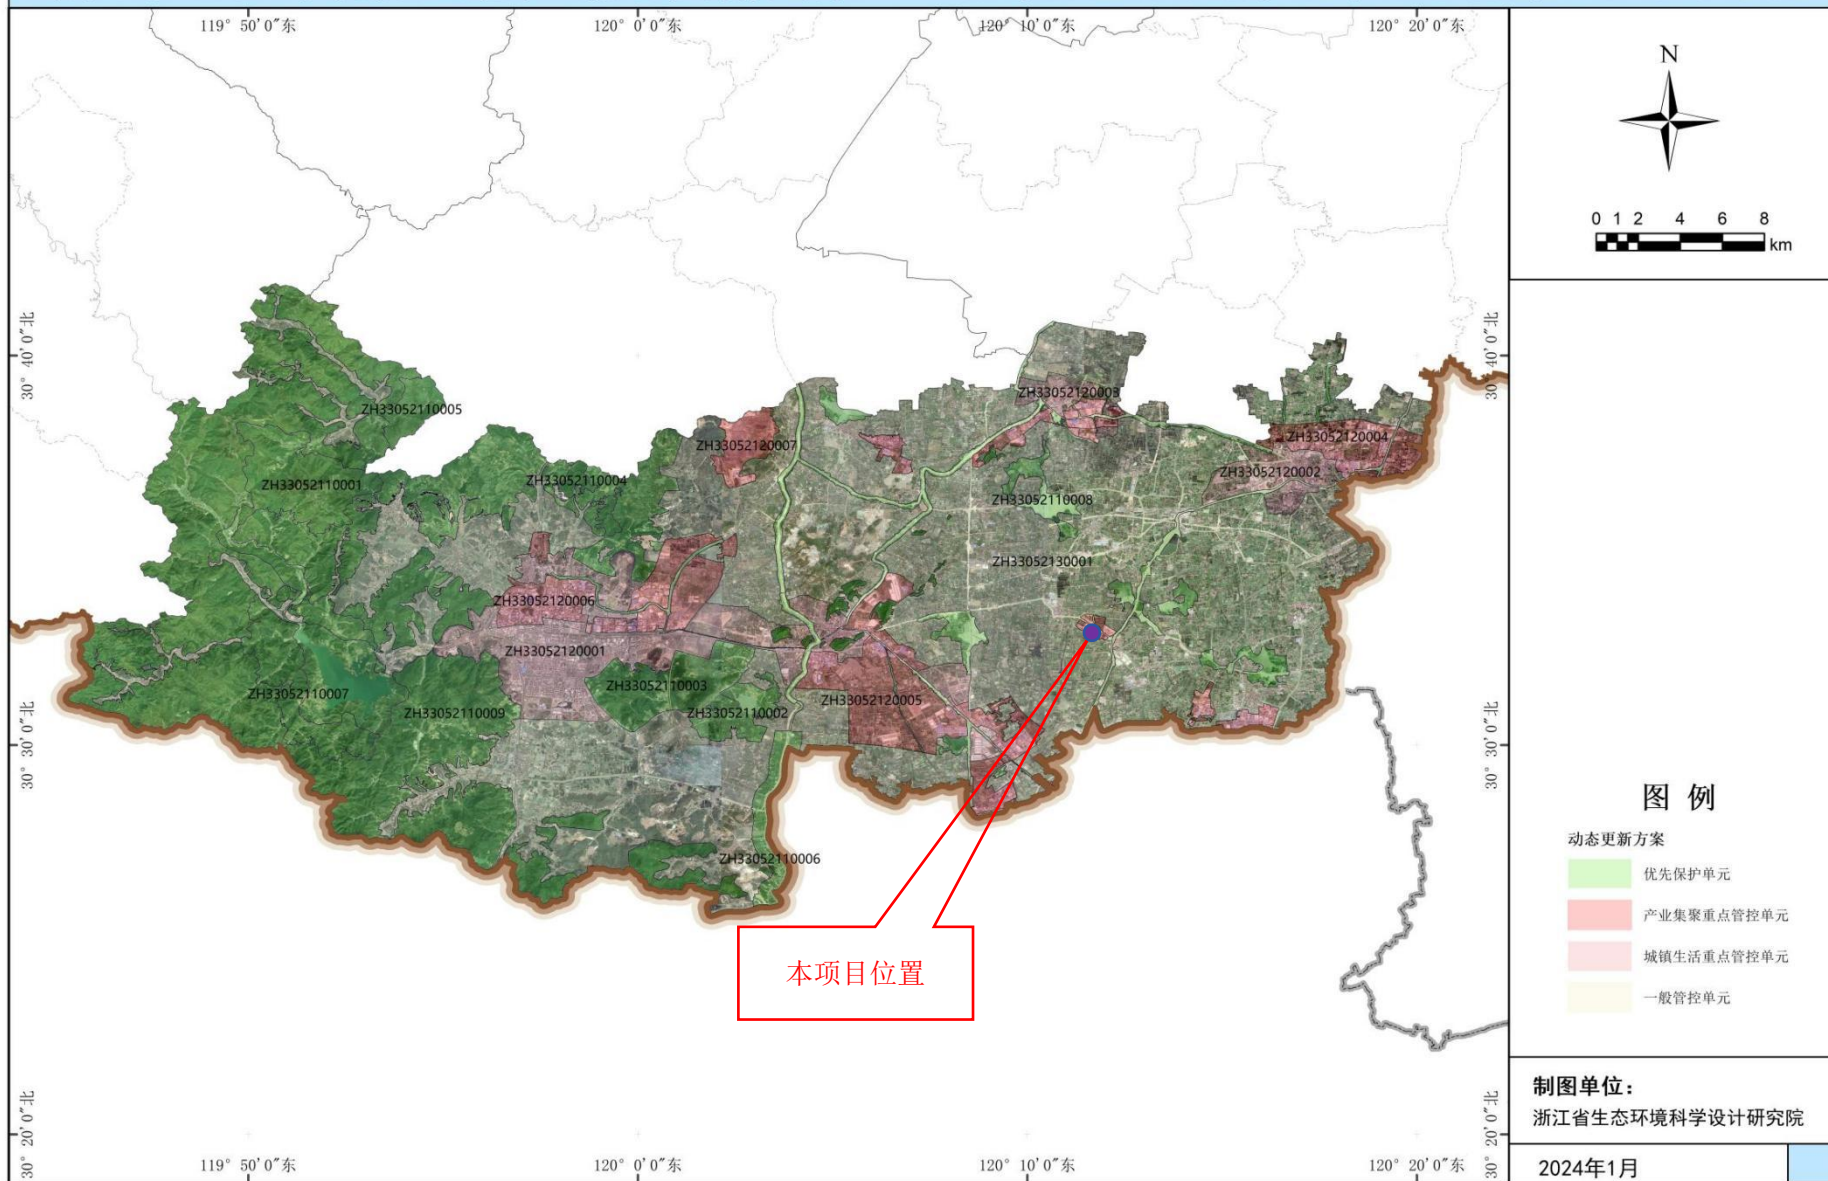 119° 50′0″东
120° 0′0″东
120° 10′0″东
120° 20′0″东
N
0 1 2 4 6 8
km
30° 40′0″北
30° 40′0″北
ZH33052110005
ZH33052120003
ZH33052120007
ZH33052120004
ZH33052120002
ZH33052110001
ZH33052110004
ZH33052110008
ZH33052130001
ZH33052120006
ZH33052120001
ZH33052110003
ZH33052110007
ZH33052110009
ZH33052110002
ZH33052120005
30° 30′0″北
30° 30′0″北
ZH33052110006
本项目位置
图 例
动态更新方案
优先保护单元
产业集聚重点管控单元
城镇生活重点管控单元
一般管控单元
制图单位：
浙江省生态环境科学设计研究院
2024年1月
30° 20′0″北
30° 20′0″北
119° 50′0″东
120° 0′0″东
120° 10′0″东
120° 20′0″东